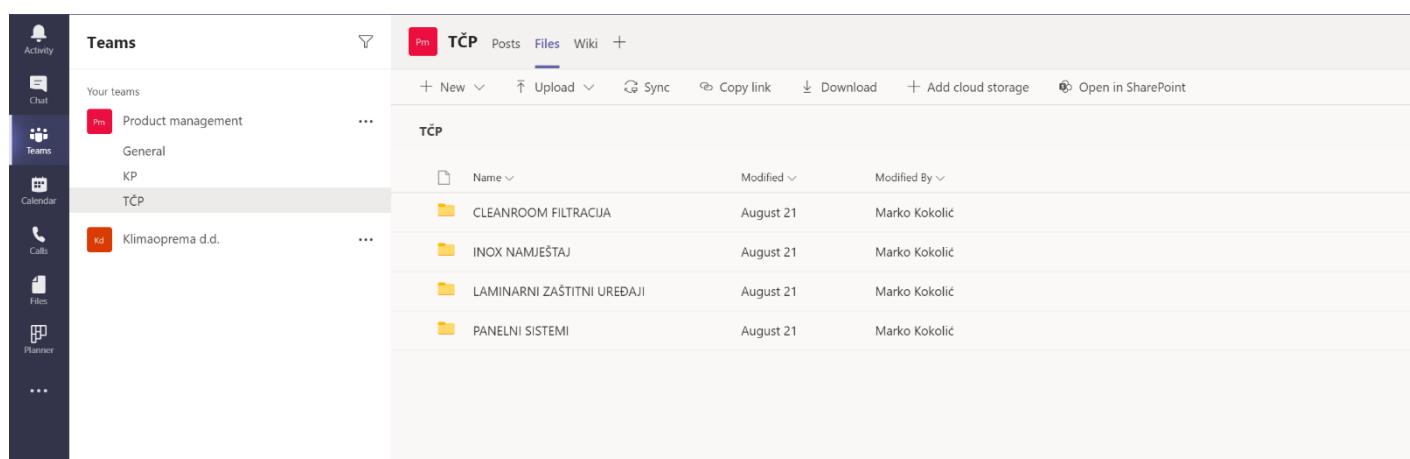 Activity
Chat
Teams
Calendar
Calls
Files
Planner
Teams
Your teams
Pm Product management
General
KP
TČP
Kd Klimaoprema d.d.
Pm TČP Posts Files Wiki
New Upload Sync Copy link Download Add cloud storage Open in SharePoint
TČP
Name Modified Modified By
CLEANROOM FILTRACIJA August 21 Marko Kokolić
INOX NAMJEŠTAJ August 21 Marko Kokolić
LAMINARNI ZAŠTITNI UREĐAJI August 21 Marko Kokolić
PANELNI SISTEMI August 21 Marko Kokolić